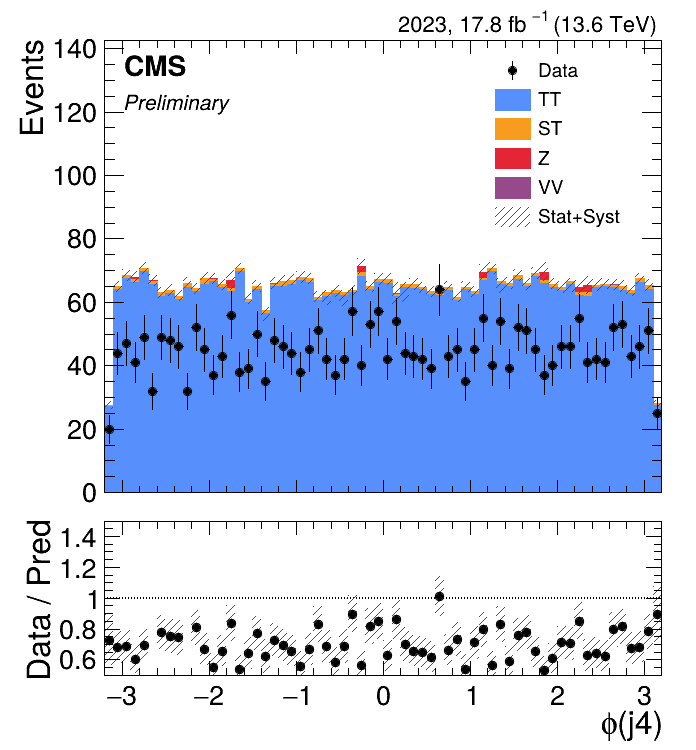 2023, 17.8 fb⁻¹ (13.6 TeV)
Events
140
120
100
80
60
40
20
0
CMS
Preliminary
Data
TT
ST
Z
VV
Stat+Syst
Data / Pred
1.4
1.2
1
0.8
0.6
−3 −2 −1 0 1 2 3
ϕ(j4)